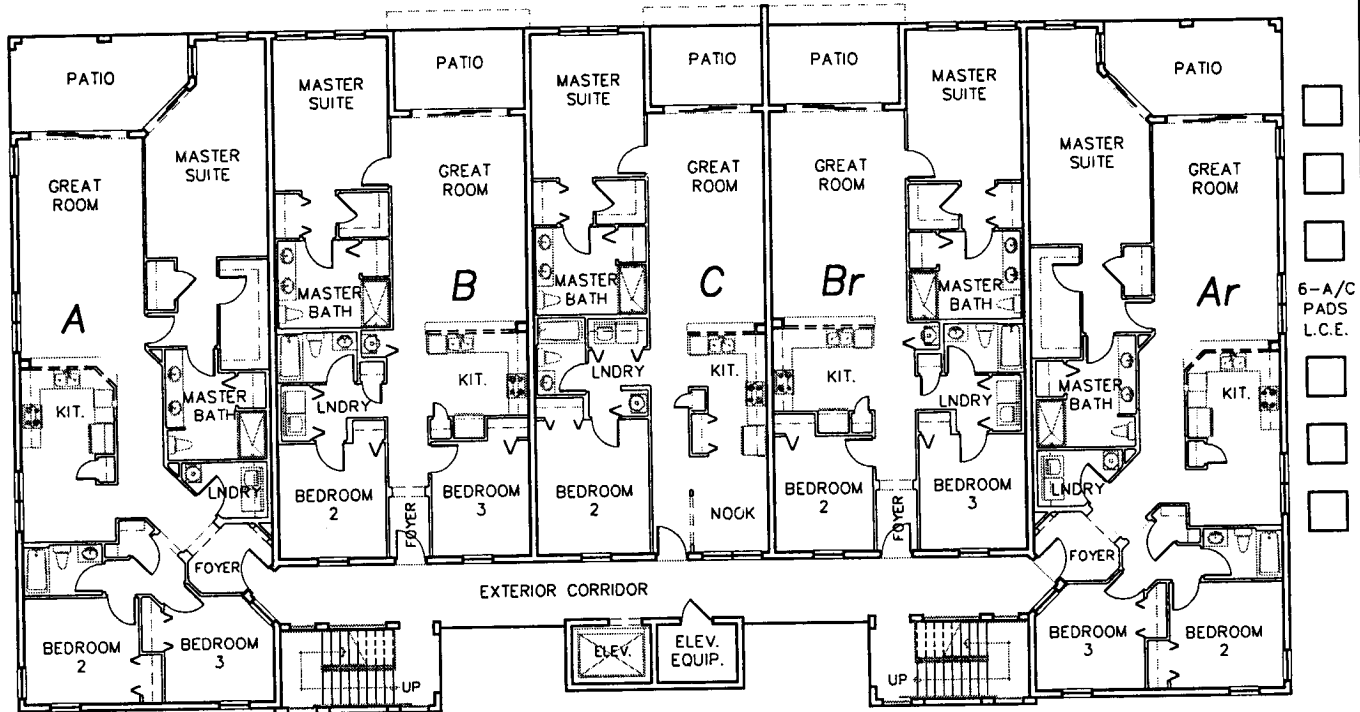 PATIO
MASTER
SUITE
GREAT
ROOM
A
KIT.
MASTER
BATH
LNDRY
FOYER
BEDROOM
2
BEDROOM
3
MASTER
SUITE
PATIO
GREAT
ROOM
B
MASTER
BATH
KIT.
LNDRY
BEDROOM
2
FOYER
BEDROOM
3
MASTER
SUITE
PATIO
GREAT
ROOM
C
MASTER
BATH
KIT.
LNDRY
BEDROOM
2
NOOK
PATIO
MASTER
SUITE
GREAT
ROOM
Br
MASTER
BATH
KIT.
LNDRY
BEDROOM
2
FOYER
BEDROOM
3
PATIO
MASTER
SUITE
GREAT
ROOM
Ar
MASTER
BATH
KIT.
LNDRY
FOYER
BEDROOM
3
BEDROOM
2
6-A/C
PADS
L.C.E.
EXTERIOR CORRIDOR
UP
ELEV.
ELEV.
EQUIP.
UP